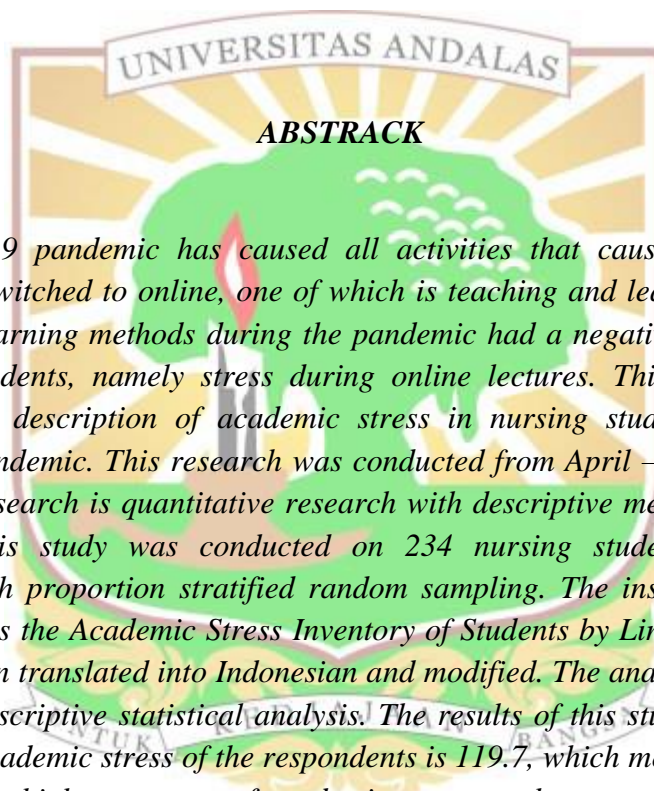 UNIVERSITAS ANDALAS
ABSTRACK
9 pandemic has caused all activities that caus
witched to online, one of which is teaching and lea
arning methods during the pandemic had a negati
dents, namely stress during online lectures. Thi
description of academic stress in nursing stud
ndemic. This research was conducted from April –
search is quantitative research with descriptive me
is study was conducted on 234 nursing stude
h proportion stratified random sampling. The ins
s the Academic Stress Inventory of Students by Lin
n translated into Indonesian and modified. The ana
scriptive statistical analysis. The results of this stu
UNTUK KEDJAJAAN BANGSA
ademic stress of the respondents is 119.7, which me